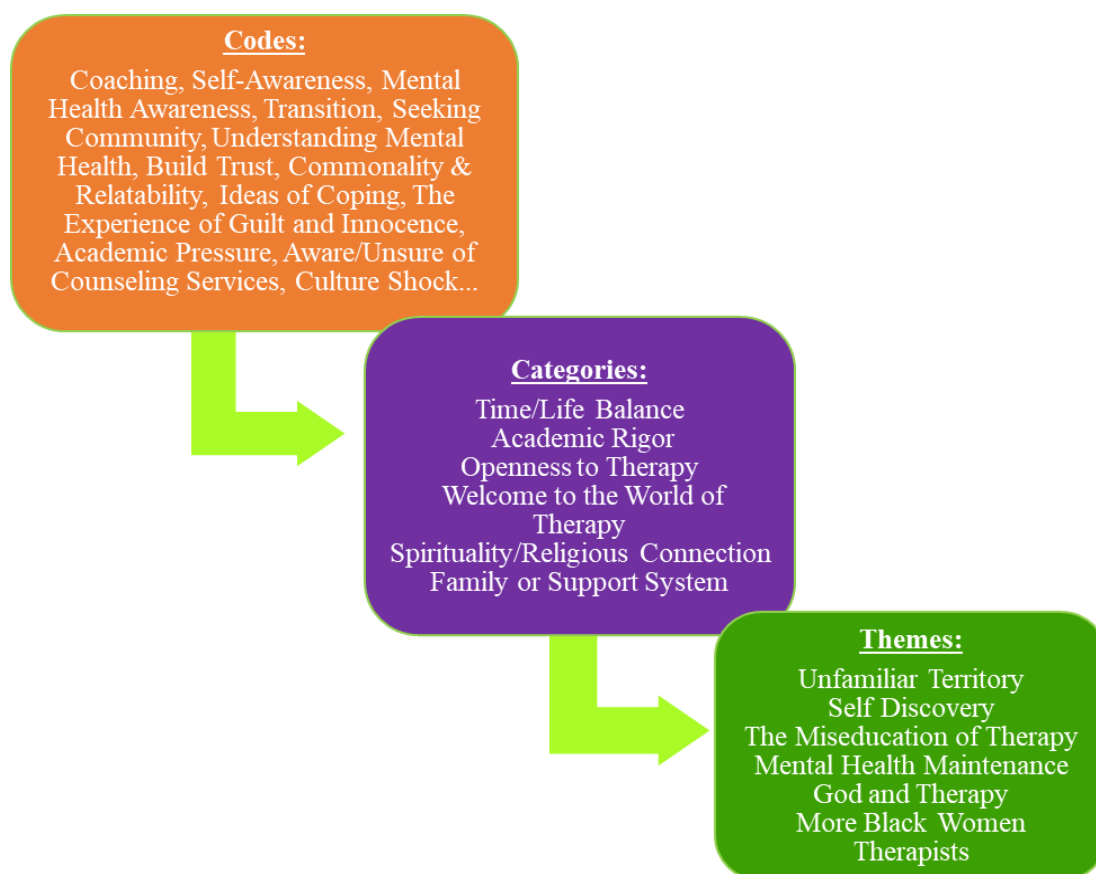 Codes:
Coaching, Self-Awareness, Mental
Health Awareness, Transition, Seeking
Community, Understanding Mental
Health, Build Trust, Commonality &
Relatability, Ideas of Coping, The
Experience of Guilt and Innocence,
Academic Pressure, Aware/Unsure of
Counseling Services, Culture Shock...
Categories:
Time/Life Balance
Academic Rigor
Openness to Therapy
Welcome to the World of
Therapy
Spirituality/Religious Connection
Family or Support System
Themes:
Unfamiliar Territory
Self Discovery
The Miseducation of Therapy
Mental Health Maintenance
God and Therapy
More Black Women
Therapists